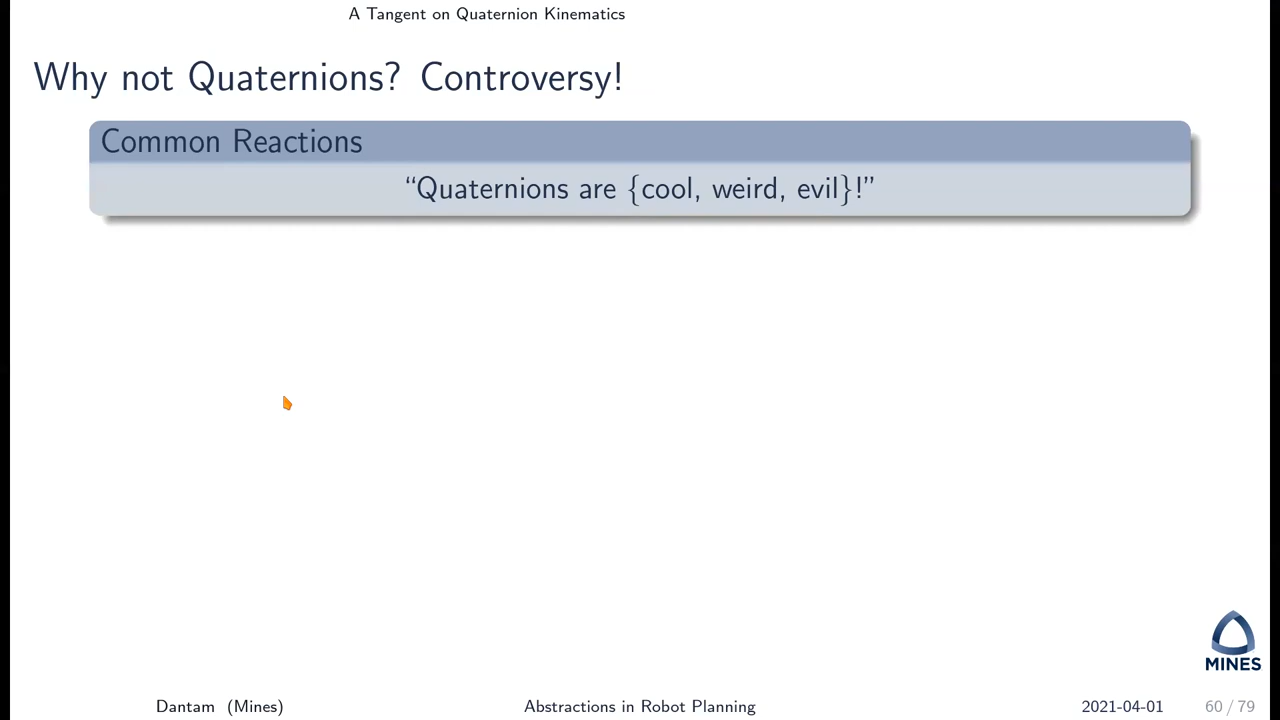 A Tangent on Quaternion Kinematics
Why not Quaternions? Controversy!
Common Reactions
“Quaternions are {cool, weird, evil}!”
MINES
Dantam (Mines)
Abstractions in Robot Planning
2021-04-01
60 / 79